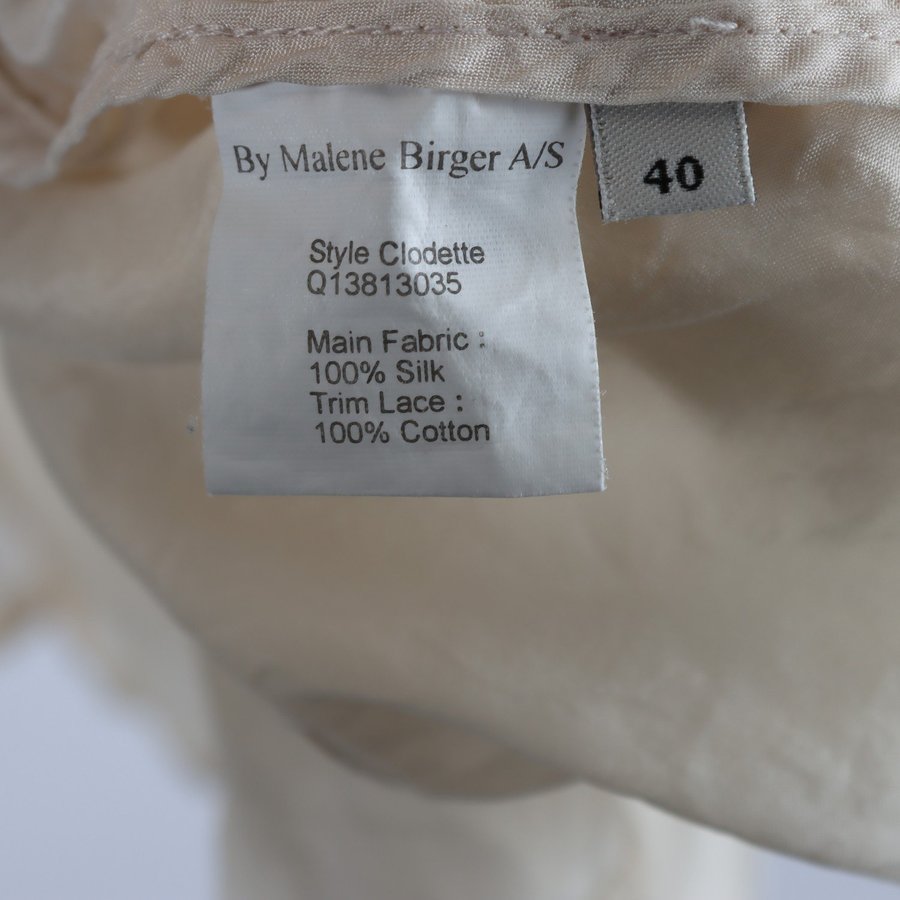 By Malene Birger A/S
40
Style Clodette
Q13813035
Main Fabric :
100% Silk
Trim Lace :
100% Cotton